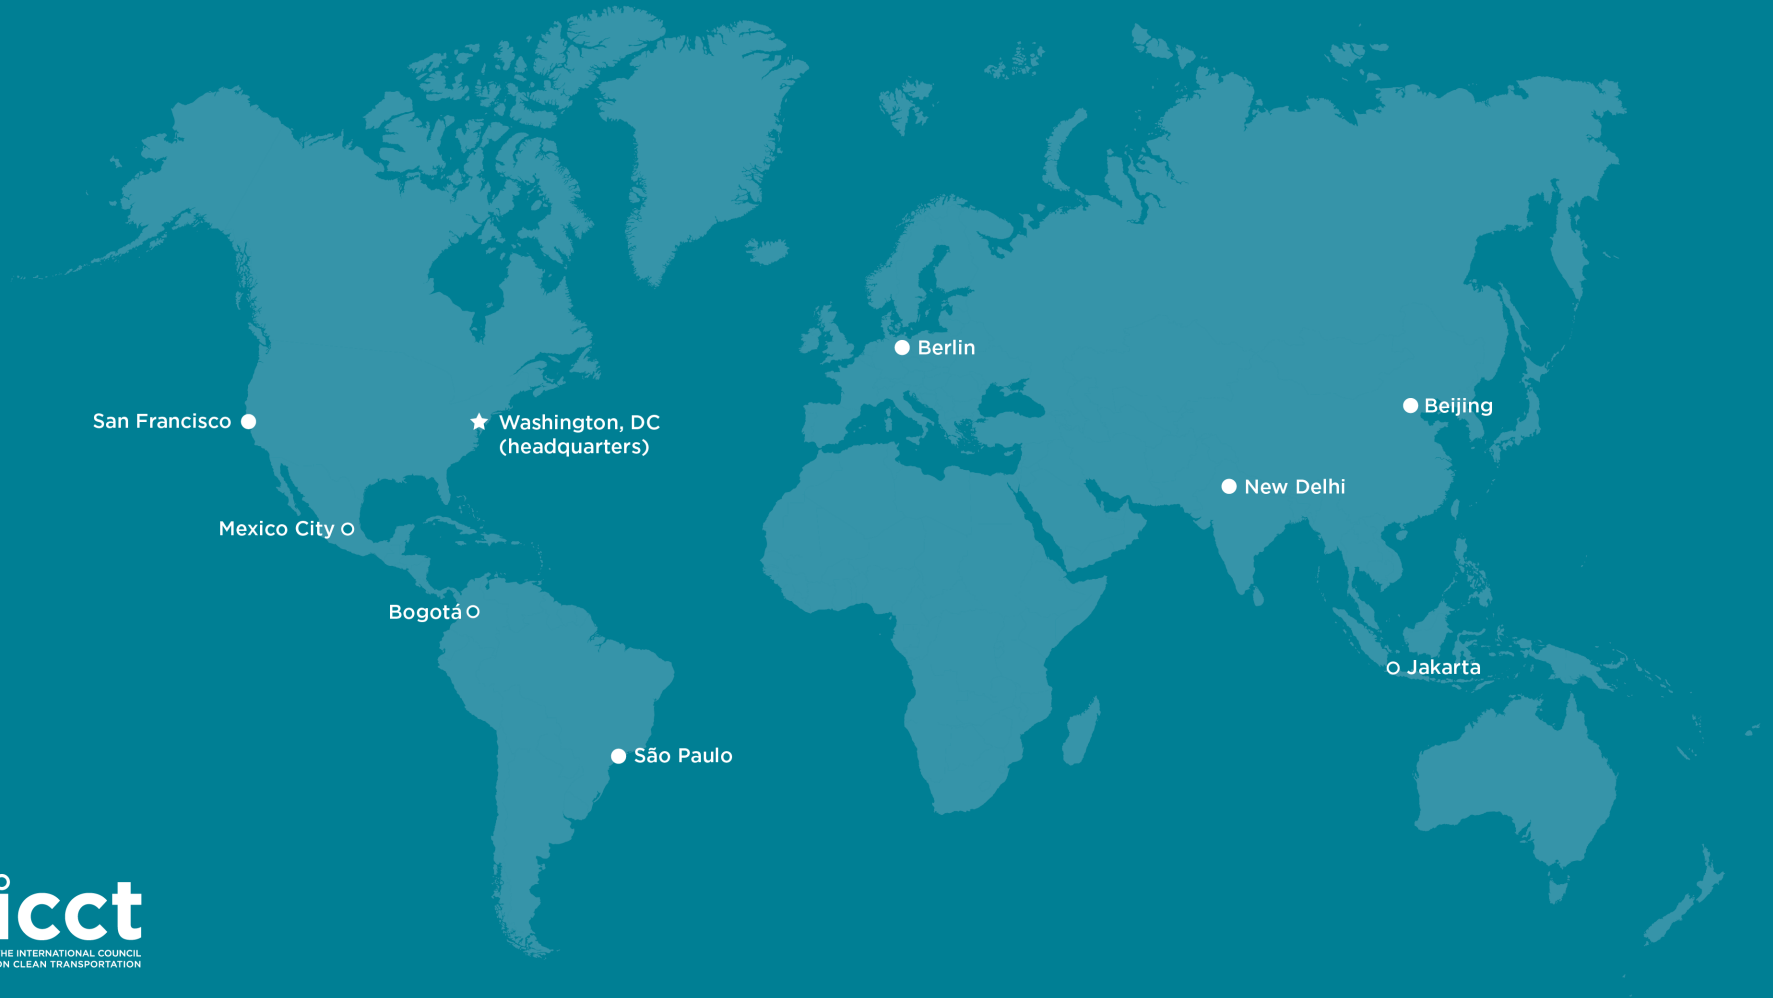 Berlin
Beijing
San Francisco
Washington, DC
(headquarters)
New Delhi
Mexico City
Bogotá
Jakarta
São Paulo
icct
HE INTERNATIONAL COUNCIL
ON CLEAN TRANSPORTATION